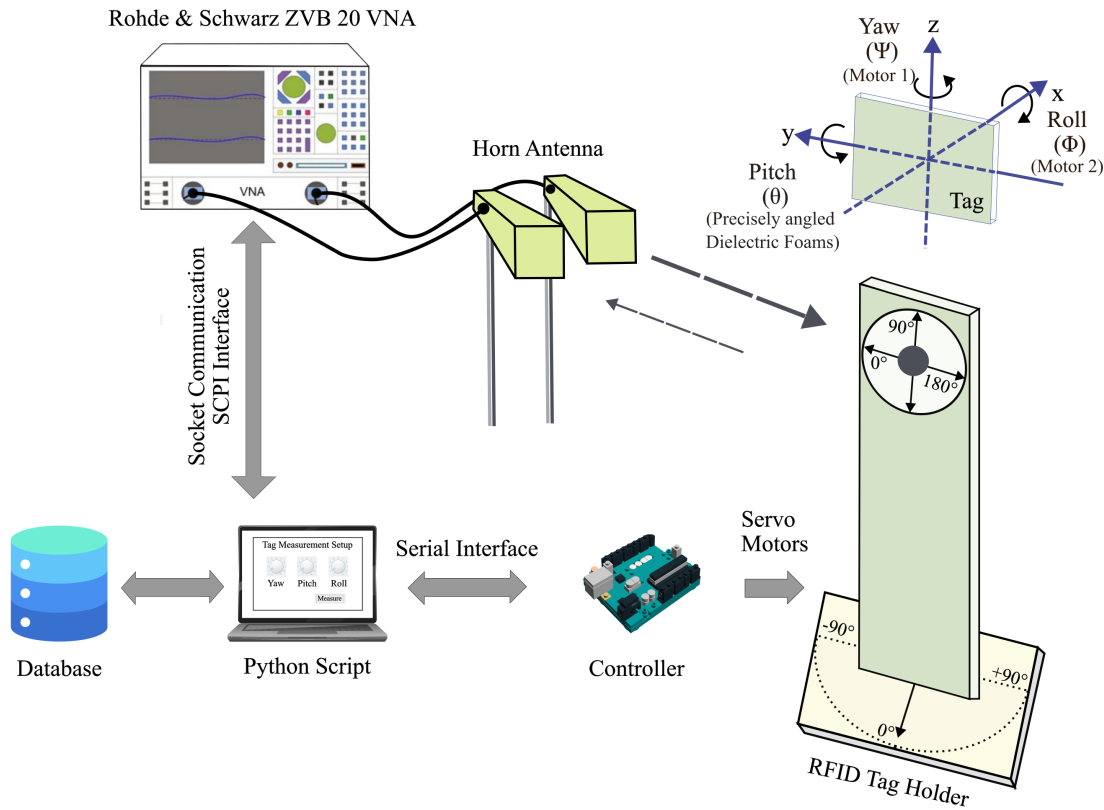 Rohde & Schwarz ZVB 20 VNA
VNA
Horn Antenna
Yaw
(Ψ)
(Motor 1)
z
x
Roll
(Φ)
(Motor 2)
y
Pitch
(θ)
(Precisely angled
Dielectric Foams)
Tag
Socket Communication
SCPI Interface
90°
0°
180°
Tag Measurement Setup
Yaw Pitch Roll
Measure
Serial Interface
Servo
Motors
Database
Python Script
Controller
-90°
+90°
0°
RFID Tag Holder